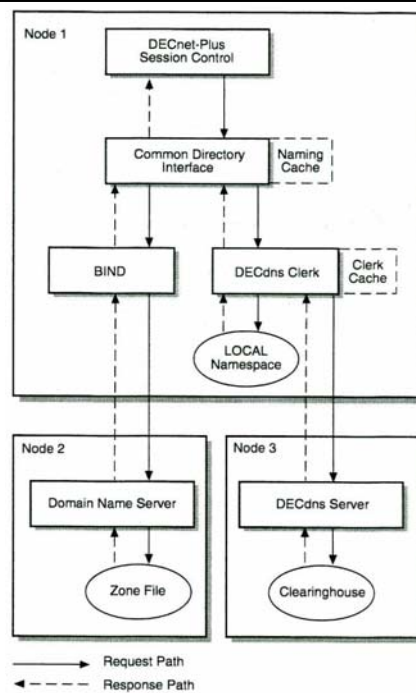 Node 1
DECnet-Plus
Session Control
Common Directory
Interface
Naming
Cache
BIND
DECdns Clerk
Clerk
Cache
LOCAL
Namespace
Node 2
Domain Name Server
Zone File
Node 3
DECdns Server
Clearinghouse
Request Path
Response Path